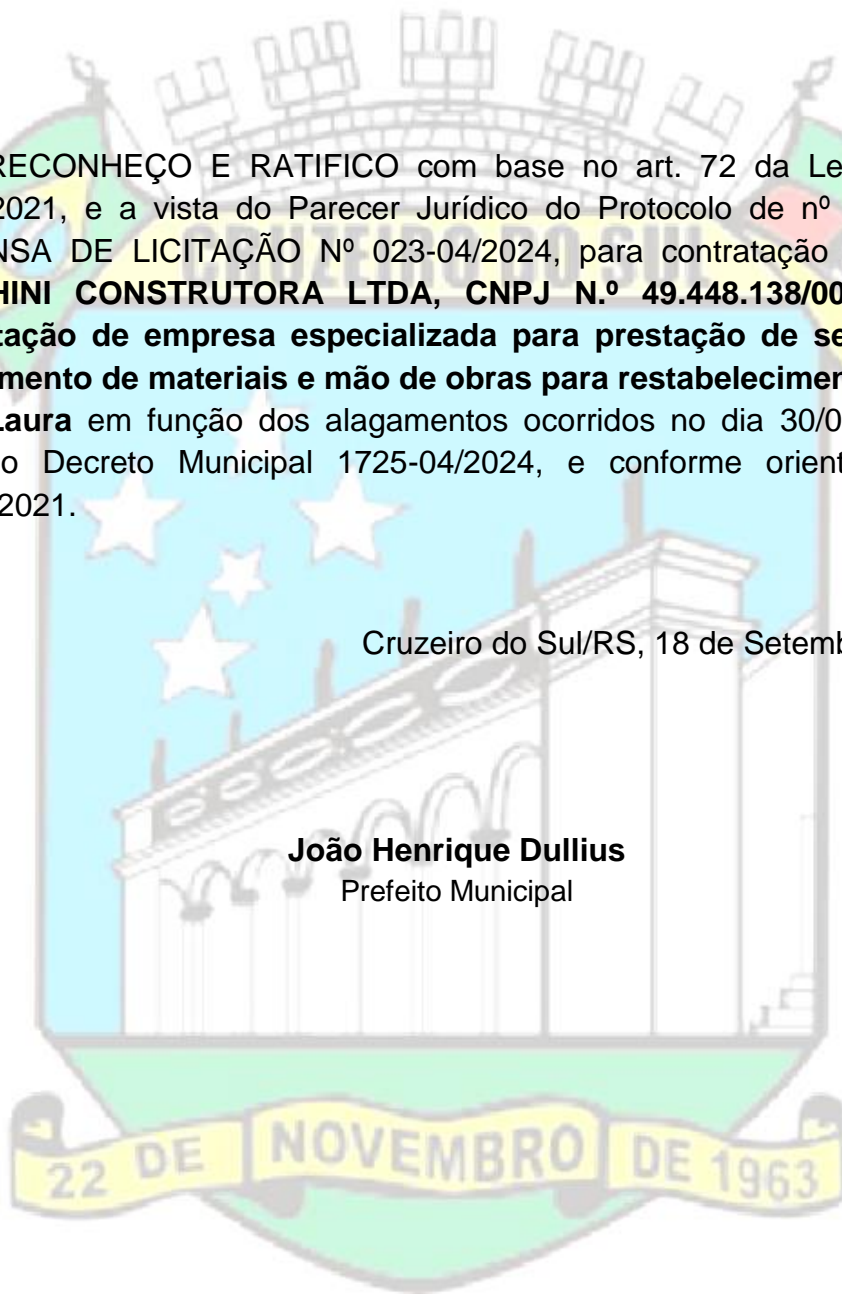 RECONHEÇO E RATIFICO com base no art. 72 da Le
2021, e a vista do Parecer Jurídico do Protocolo de nº
NSA DE LICITAÇÃO Nº 023-04/2024, para contratação
HINI CONSTRUTORA LTDA, CNPJ N.º 49.448.138/00
tação de empresa especializada para prestação de se
mento de materiais e mão de obras para restabelecimen
Laura em função dos alagamentos ocorridos no dia 30/0
o Decreto Municipal 1725-04/2024, e conforme orient
2021.
CRUZEIRO DO SUL
Cruzeiro do Sul/RS, 18 de Setemb
João Henrique Dullius
Prefeito Municipal
22 DE NOVEMBRO DE 1963